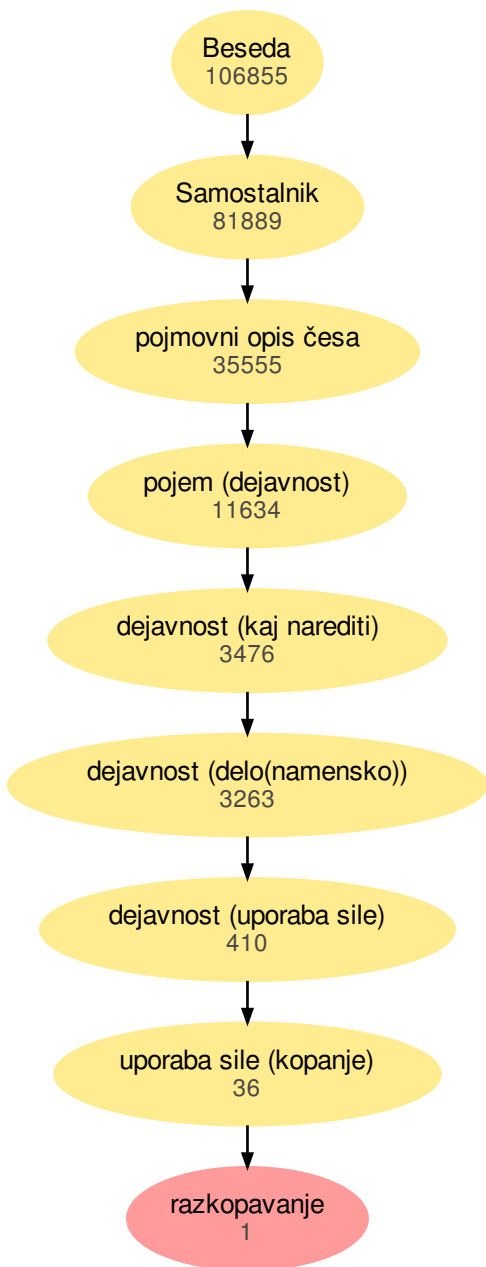 Beseda
106855
Samostalnik
81889
pojmovni opis česa
35555
pojem (dejavnost)
11634
dejavnost (kaj narediti)
3476
dejavnost (delo(namensko))
3263
dejavnost (uporaba sile)
410
uporaba sile (kopanje)
36
razkopavanje
1